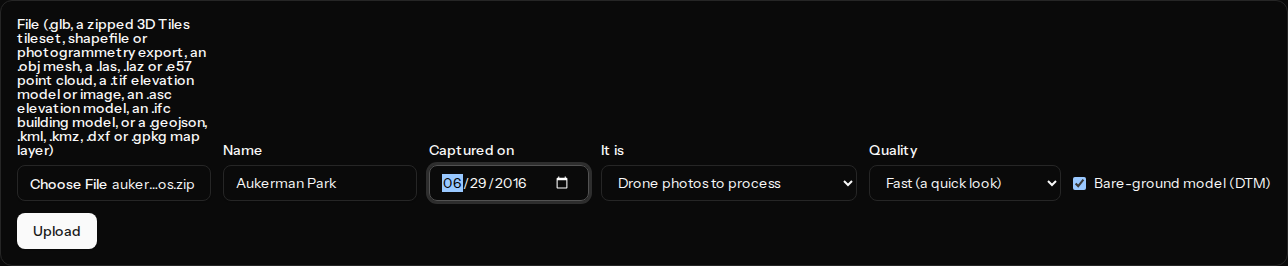 File (.glb, a zipped 3D Tiles
tileset, shapefile or
photogrammetry export, an
.obj mesh, a .las, .laz or .e57
point cloud, a .tif elevation
model or image, an .asc
elevation model, an .ifc
building model, or a .geojson,
.kml, .kmz, .dxf or .gpkg map
layer)
Name
Captured on
It is
Quality
Choose File auker...os.zip
Aukerman Park
06/29/2016
Drone photos to process
Fast (a quick look)
Bare-ground model (DTM)
Upload